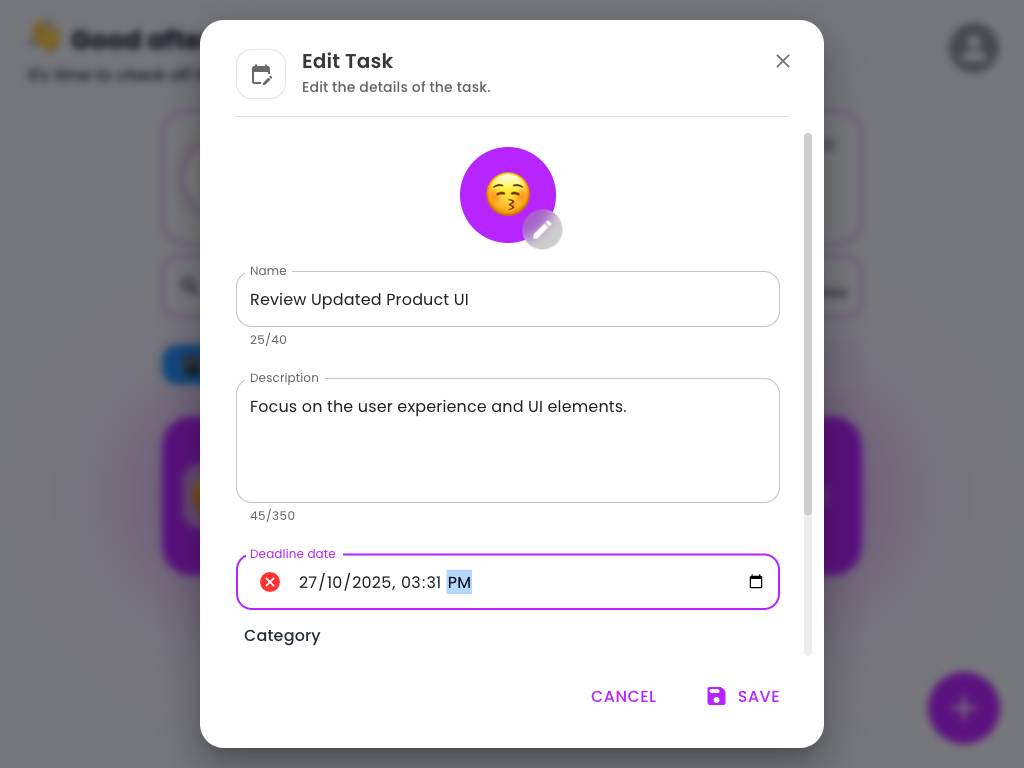 Good afte
It's time to check off
Edit Task
Edit the details of the task.
Name
Review Updated Product UI
25/40
Description
Focus on the user experience and UI elements.
45/350
Deadline date
27/10/2025, 03:31 PM
Category
CANCEL
SAVE